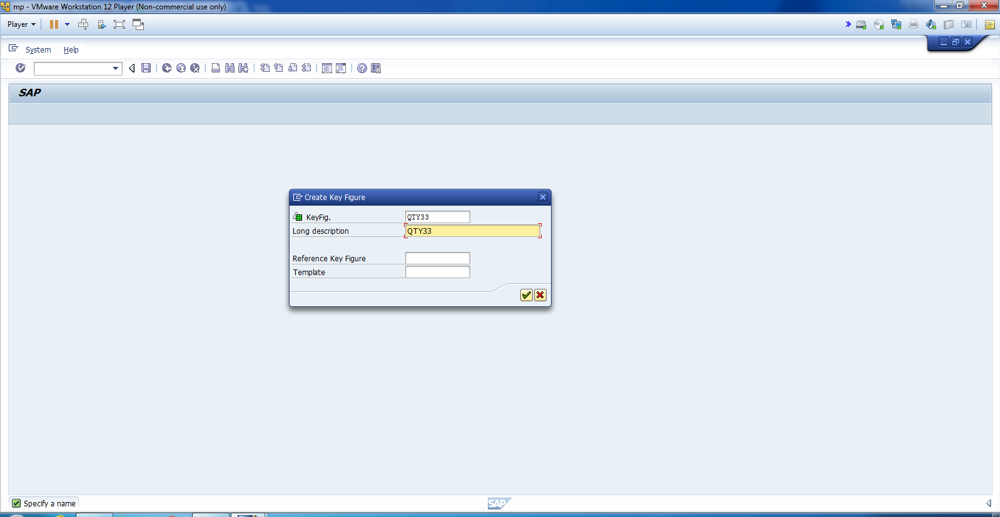 mp - VMware Workstation 12 Player (Non-commercial use only)
Player
System Help
SAP
Create Key Figure
KeyFig. QTY33
Long description QTY33
Reference Key Figure
Template
Specify a name
SAP